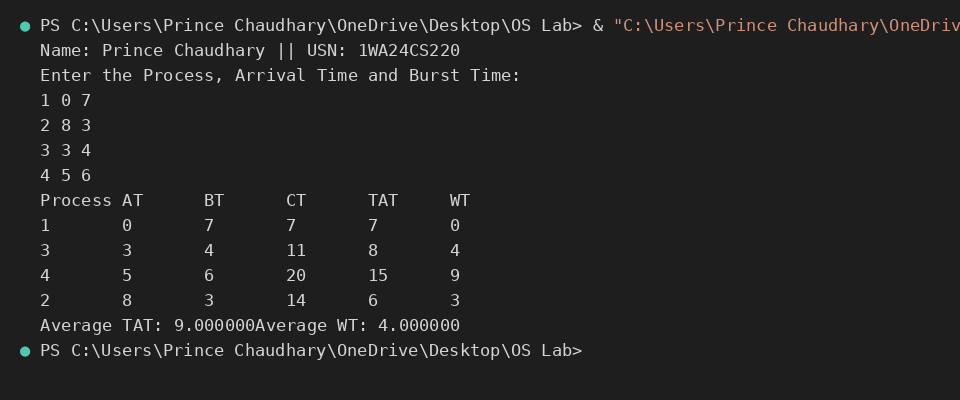 PS C:\Users\Prince Chaudhary\OneDrive\Desktop\OS Lab> & "C:\Users\Prince Chaudhary\OneDriv
Name: Prince Chaudhary || USN: 1WA24CS220
Enter the Process, Arrival Time and Burst Time:
1 0 7
2 8 3
3 3 4
4 5 6
Process AT BT CT TAT WT
1 0 7 7 7 0
3 3 4 11 8 4
4 5 6 20 15 9
2 8 3 14 6 3
Average TAT: 9.000000Average WT: 4.000000
PS C:\Users\Prince Chaudhary\OneDrive\Desktop\OS Lab>